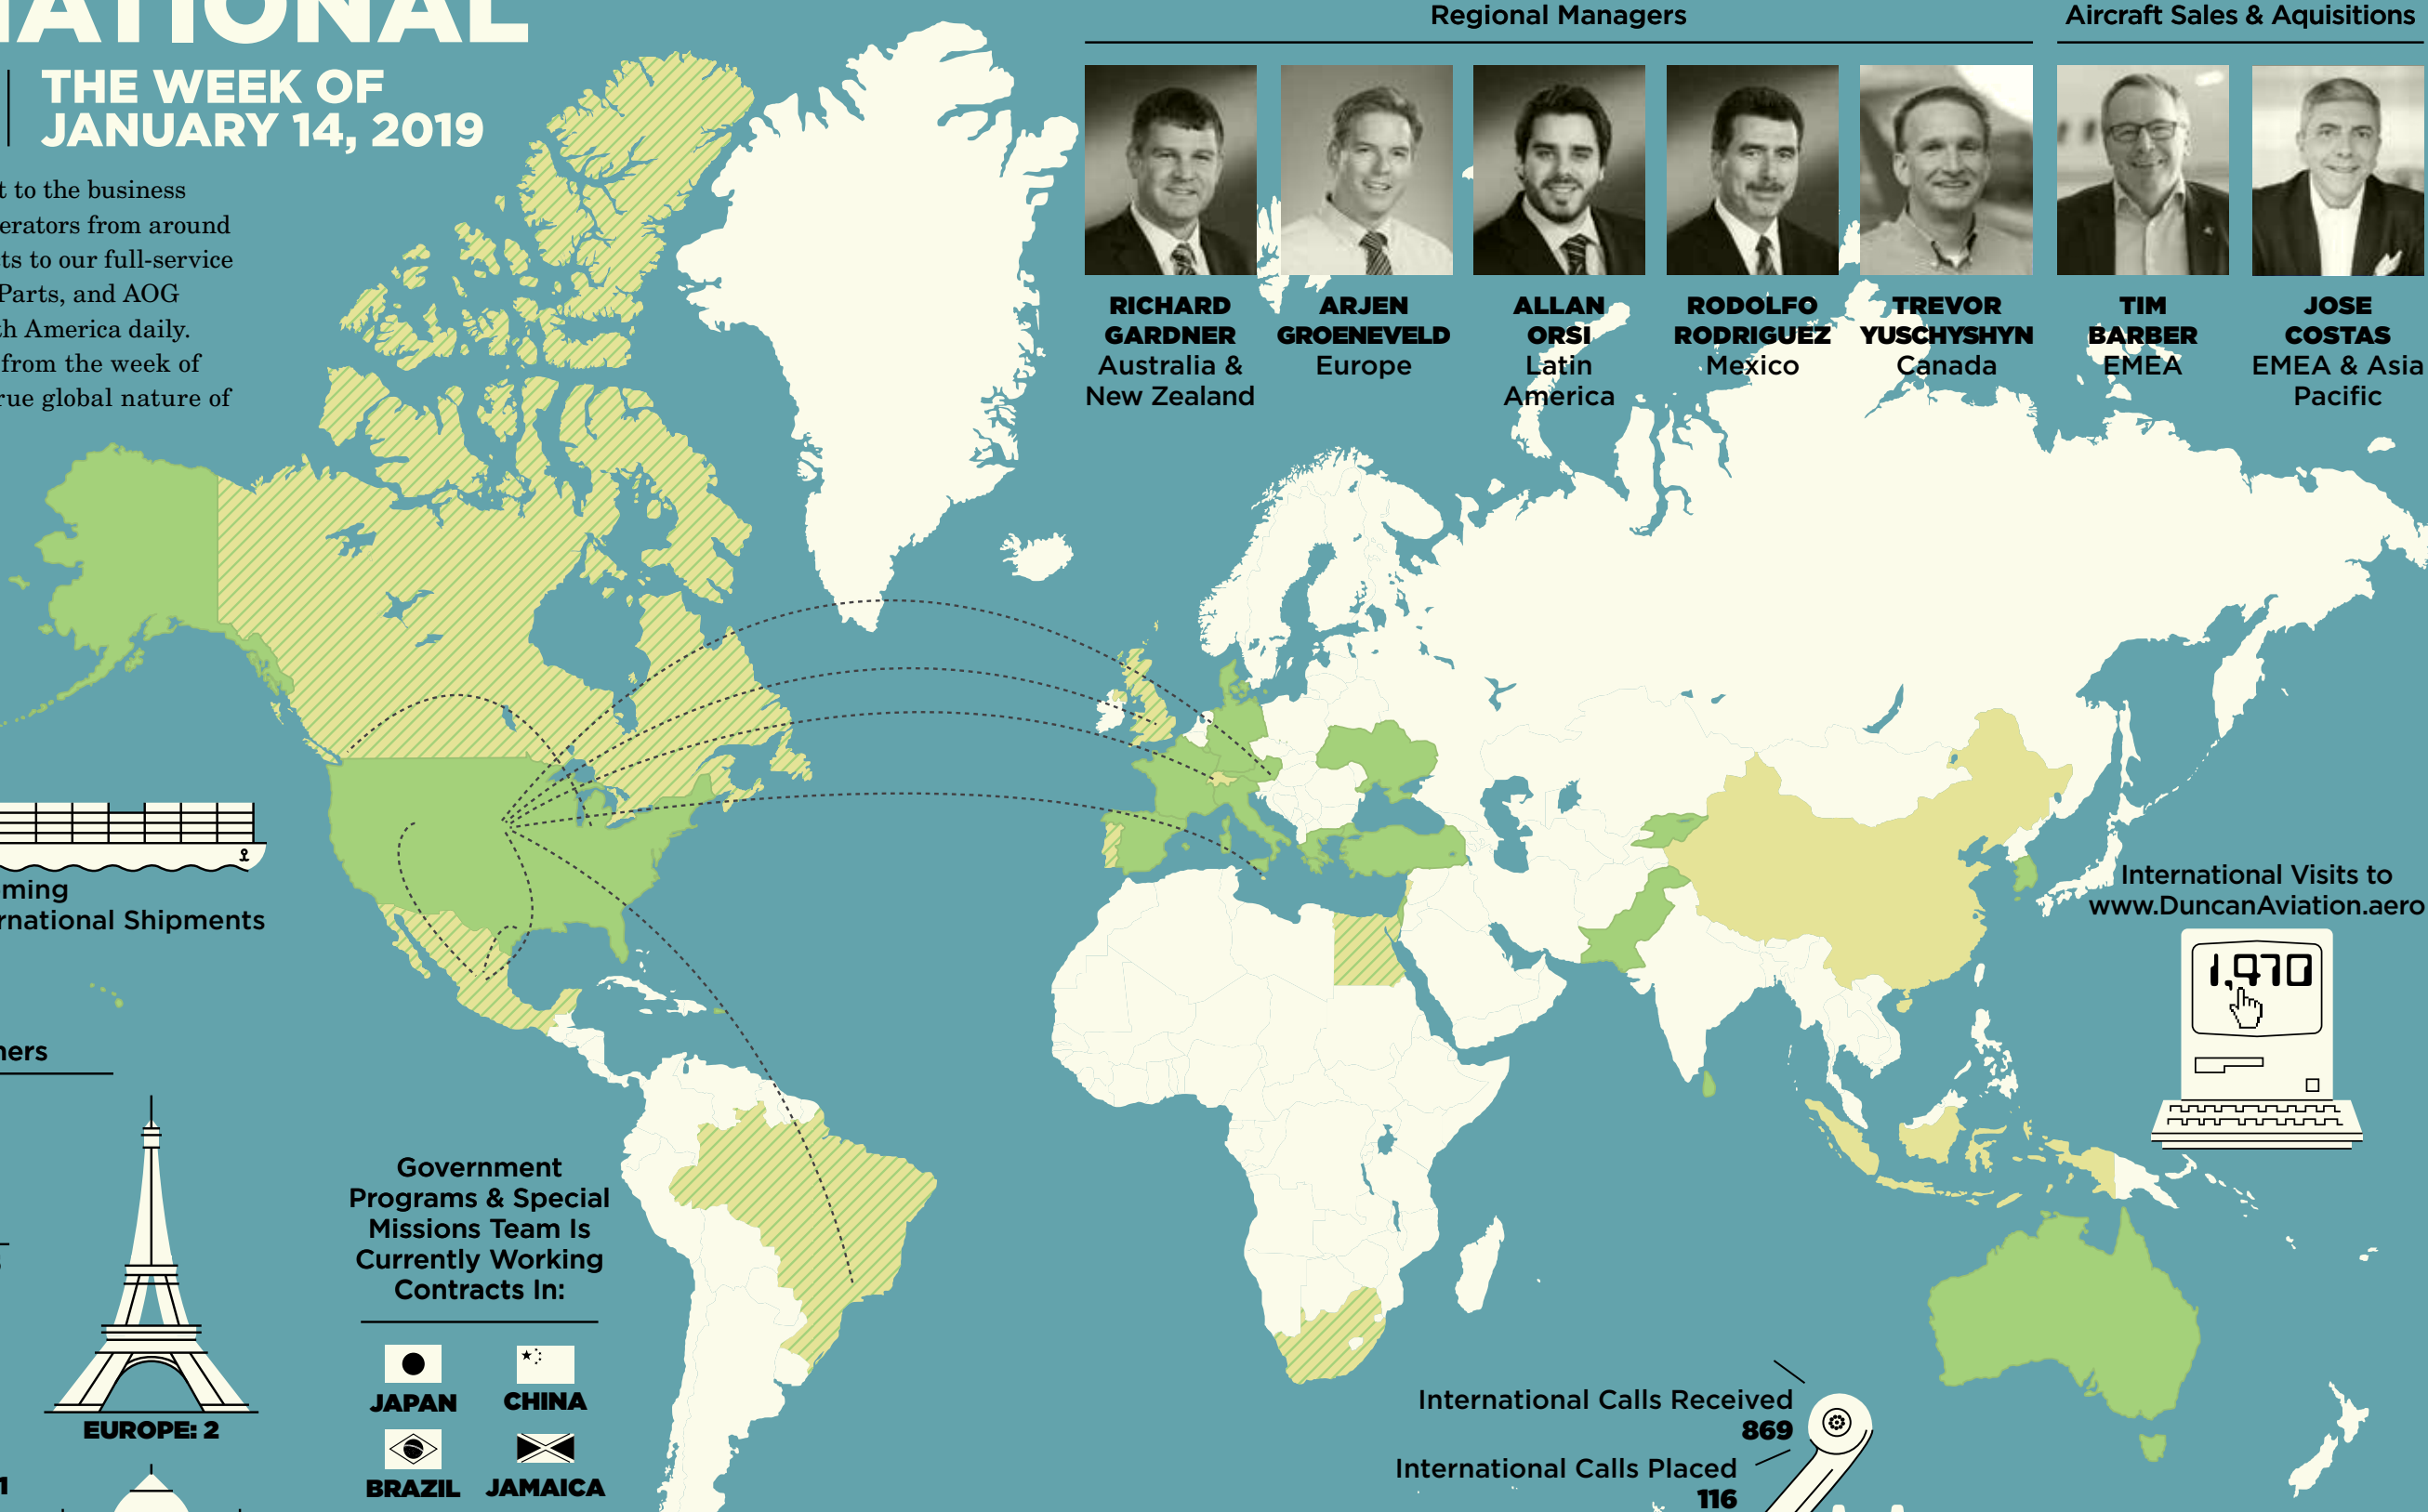 NATIONAL
THE WEEK OF
JANUARY 14, 2019
t to the business
erators from around
ts to our full-service
Parts, and AOG
th America daily.
from the week of
rue global nature of
Regional Managers
RICHARD
GARDNER
Australia &
New Zealand
ARJEN
GROENEVELD
Europe
ALLAN
ORSI
Latin
America
RODOLFO
RODRIGUEZ
Mexico
TREVOR
YUSCHYSHYN
Canada
Aircraft Sales & Aquisitions
TIM
BARBER
EMEA
JOSE
COSTAS
EMEA & Asia
Pacific
ming
rnational Shipments
International Visits to
www.DuncanAviation.aero
1,970
ners
EUROPE: 2
1
Government
Programs & Special
Missions Team Is
Currently Working
Contracts In:
JAPAN
CHINA
BRAZIL
JAMAICA
International Calls Received
869
International Calls Placed
116